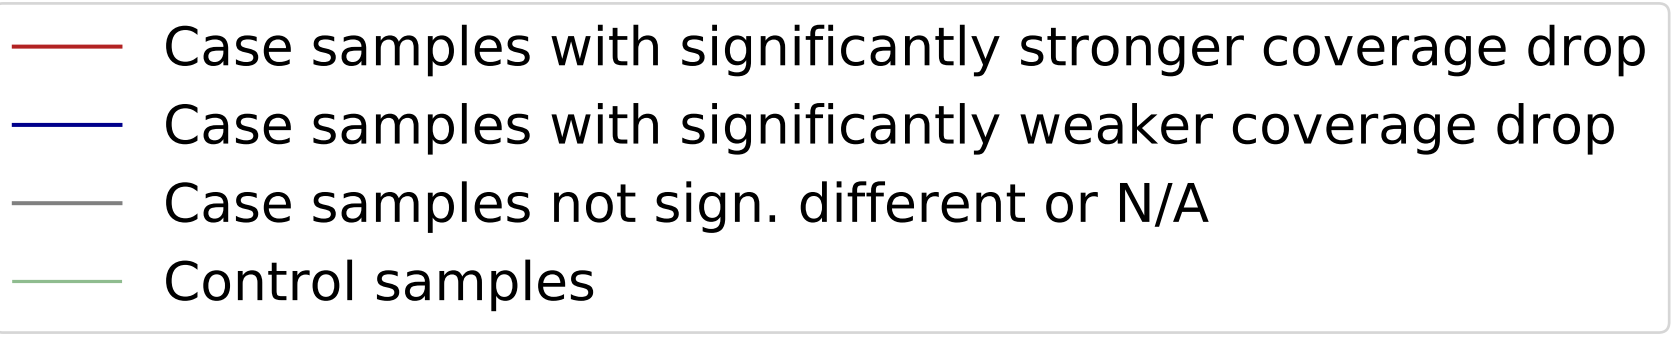 Case samples with significantly stronger coverage drop
Case samples with significantly weaker coverage drop
Case samples not sign. different or N/A
Control samples